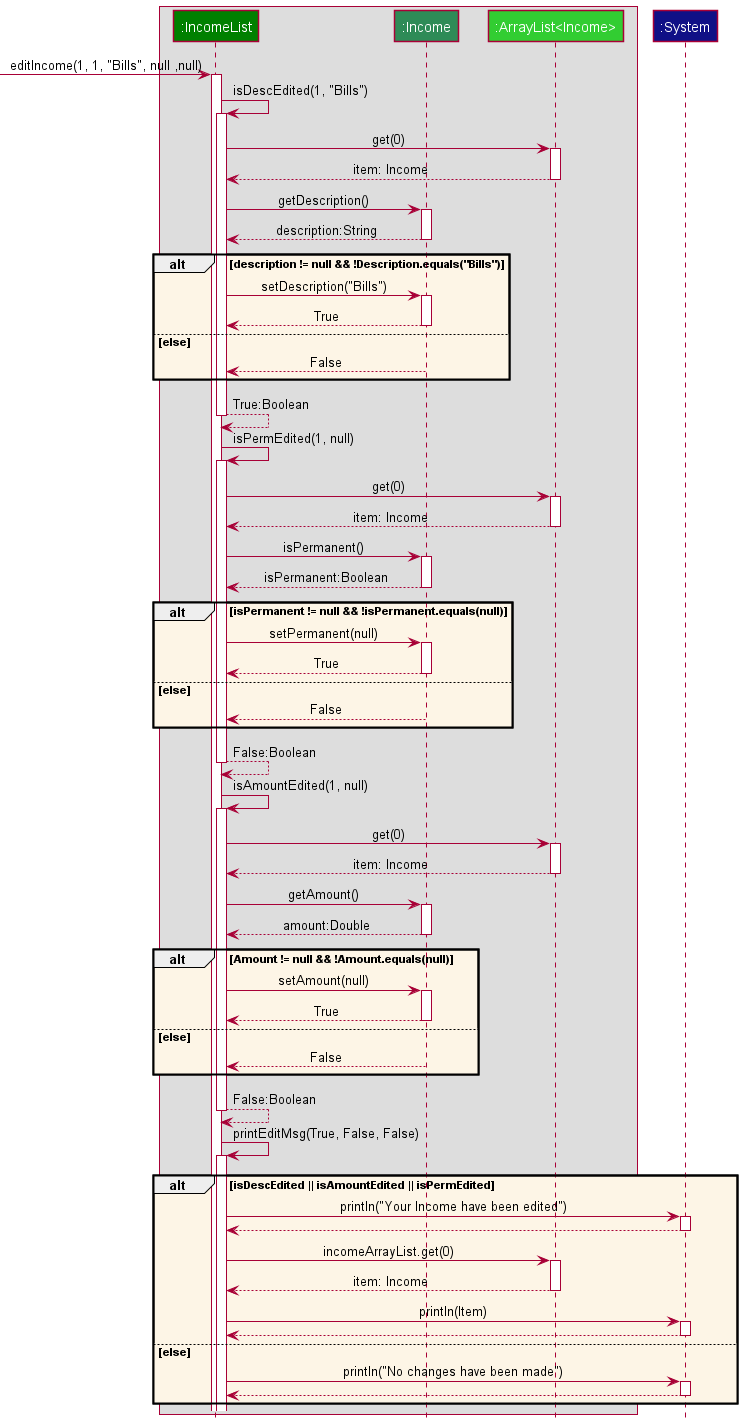 :IncomeList :Income :ArrayList<Income> :System
editIncome(1, 1, "Bills", null ,null)
isDescEdited(1, "Bills")
get(0)
item: Income
getDescription()
description:String
alt [description != null && !Description.equals("Bills")]
setDescription("Bills")
True
[else]
False
True:Boolean
isPermEdited(1, null)
get(0)
item: Income
isPermanent()
isPermanent:Boolean
alt [isPermanent != null && !isPermanent.equals(null)]
setPermanent(null)
True
[else]
False
False:Boolean
isAmountEdited(1, null)
get(0)
item: Income
getAmount()
amount:Double
alt [Amount != null && !Amount.equals(null)]
setAmount(null)
True
[else]
False
False:Boolean
printEditMsg(True, False, False)
alt [isDescEdited || isAmountEdited || isPermEdited]
println("Your Income have been edited")
incomeArrayList.get(0)
item: Income
println(Item)
[else]
println("No changes have been made")